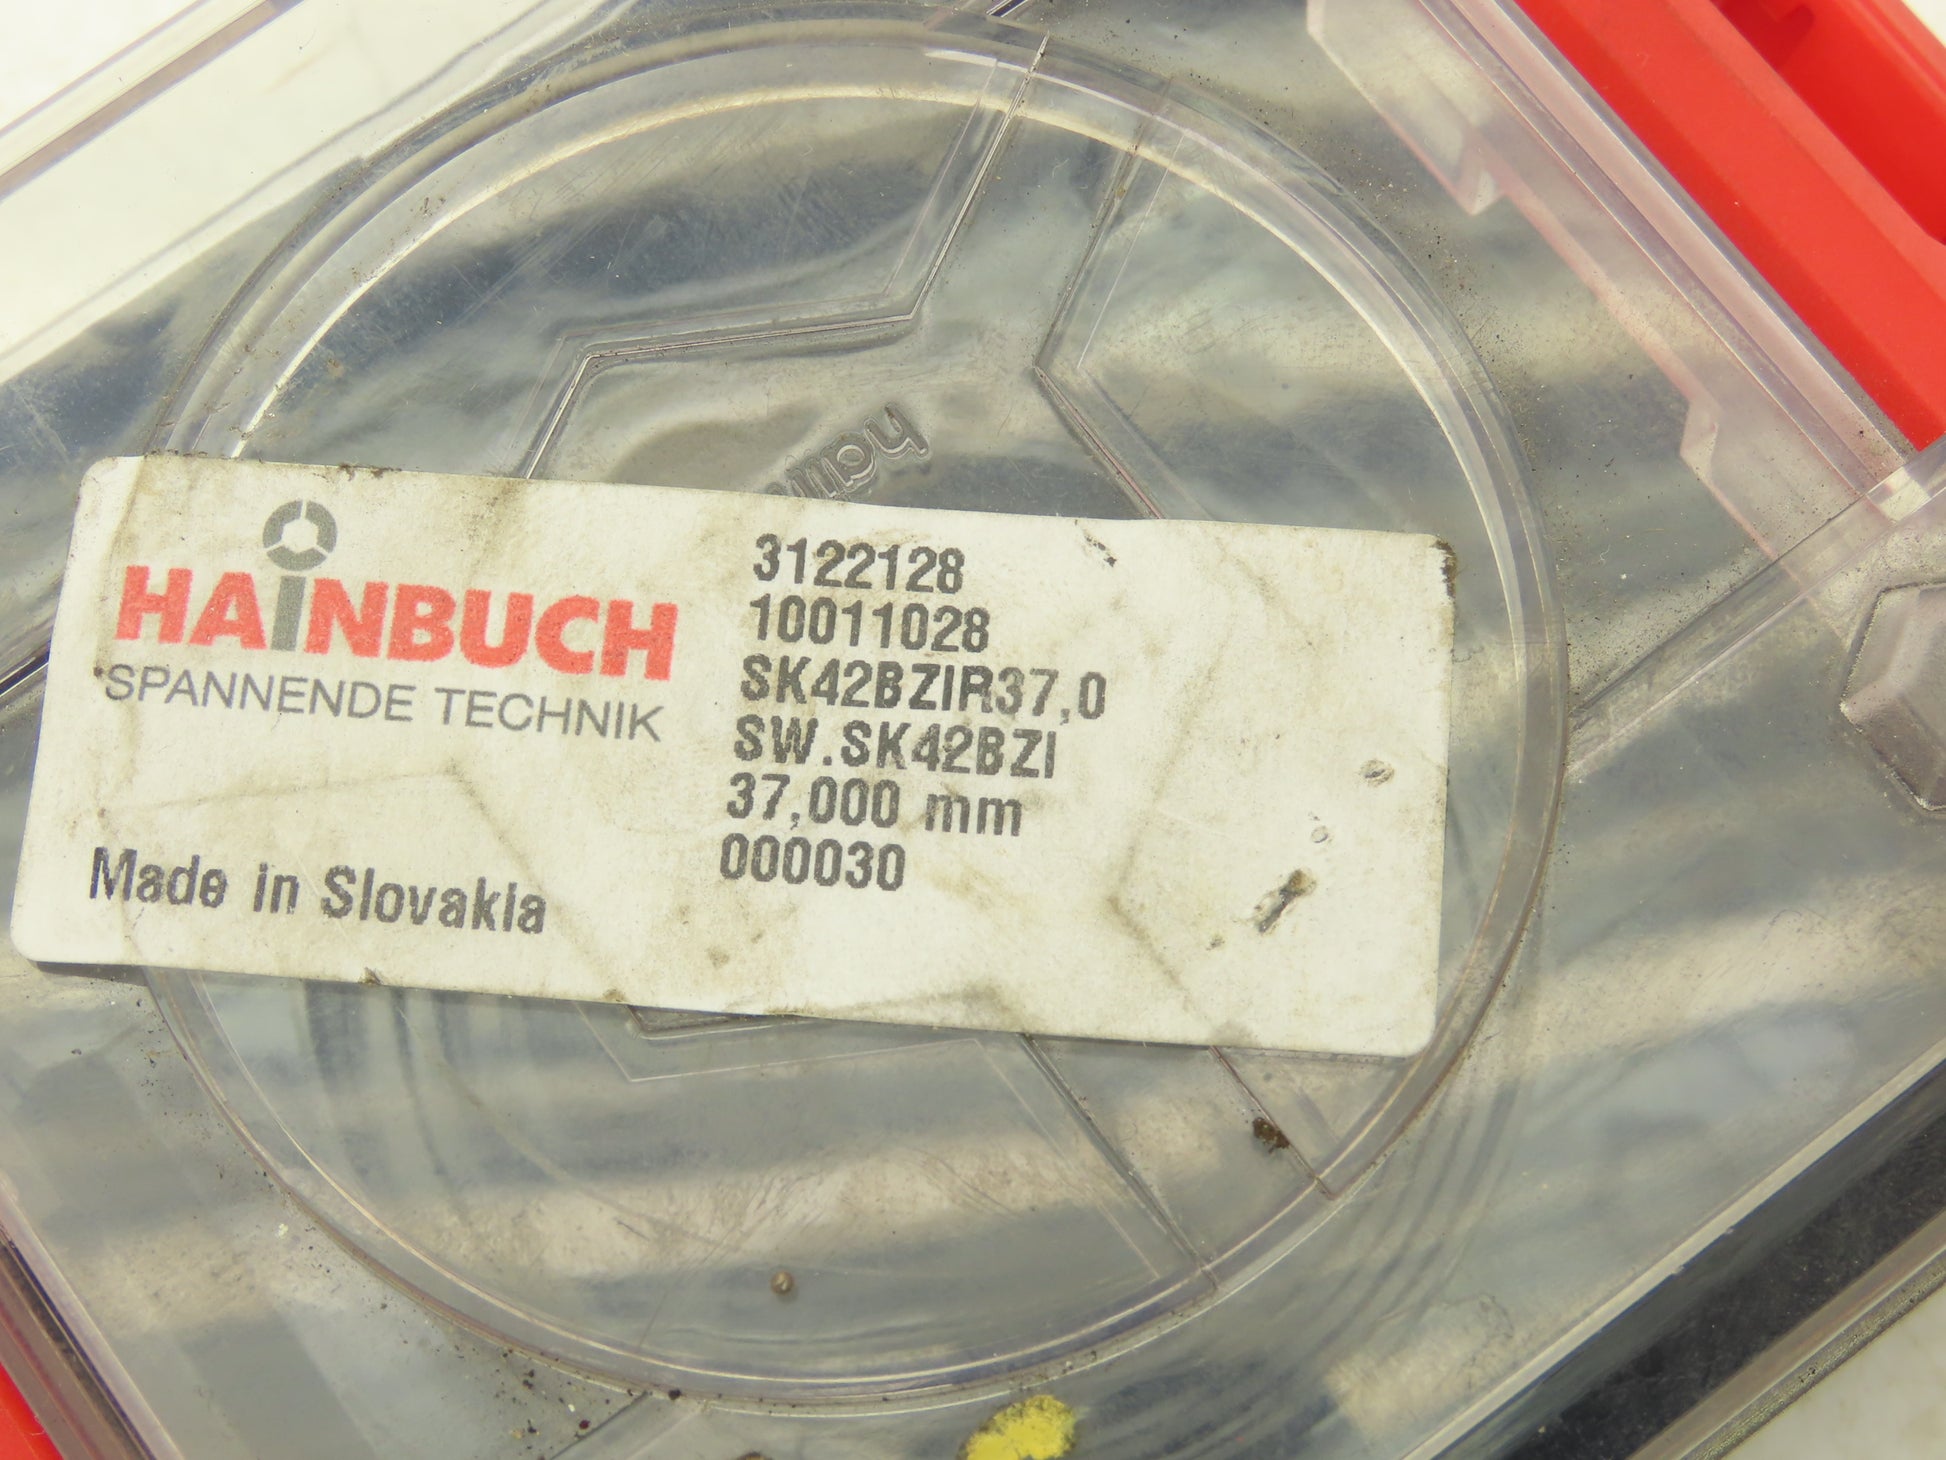 HAiNBUCH
SPANNENDE TECHNIK
3122128
10011028
SK42BZIR37,0
SW.SK42BZI
37,000 mm
000030
Made in Slovakia